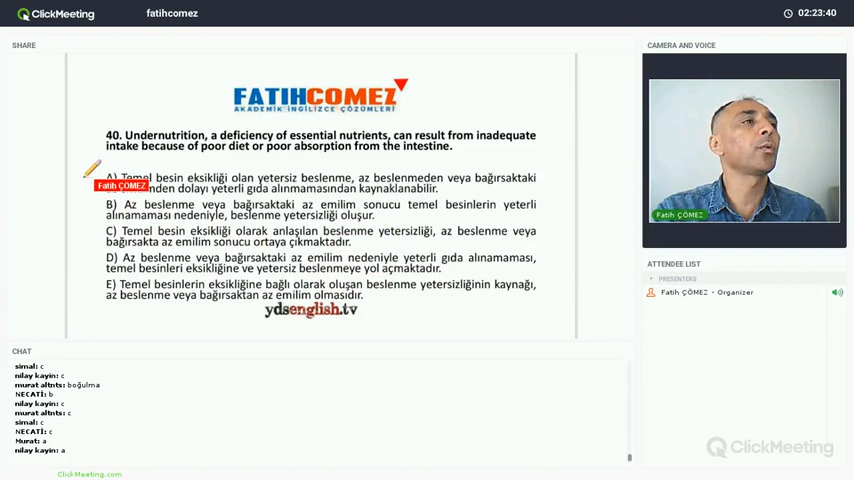 ClickMeeting
fatihcomez
02:23:40
SHARE
CAMERA AND VOICE
FATIHCOMEZ
AKADEMİK İNGİLİZCE ÇÖZÜMLERİ
40. Undernutrition, a deficiency of essential nutrients, can result from inadequate
intake because of poor diet or poor absorption from the intestine.
A) Temel besin eksikliği olan yetersiz beslenme, az beslenmeden veya bağırsaktaki
Fatih ÇÖMEZ
nden dolayı yeterli gıda alınmamasından kaynaklanabilir.
B) Az beslenme veya bağırsaktaki az emilim sonucu temel besinlerin yeterli
alınamaması nedeniyle, beslenme yetersizliği oluşur.
C) Temel besin eksikliği olarak anlaşılan beslenme yetersizliği, az beslenme veya
bağırsakta az emilim sonucu ortaya çıkmaktadır.
D) Az beslenme veya bağırsaktaki az emilim nedeniyle yeterli gıda alınamaması,
temel besinleri eksikliğine ve yetersiz beslenmeye yol açmaktadır.
E) Temel besinlerin eksikliğine bağlı olarak oluşan beslenme yetersizliğinin kaynağı,
az beslenme veya bağırsaktan az emilim olmasıdır.
ydsenglish.tv
Fatih ÇÖMEZ
ATTENDEE LIST
PRESENTERS
Fatih ÇÖMEZ - Organizer
CHAT
simal: c
nilay kayin: c
murat altnts: boğulma
NECATİ: b
nilay kayin: c
murat altnts: c
simal: c
NECATİ: c
Murat: a
nilay kayin: a
ClickMeeting
ClickMeeting.com